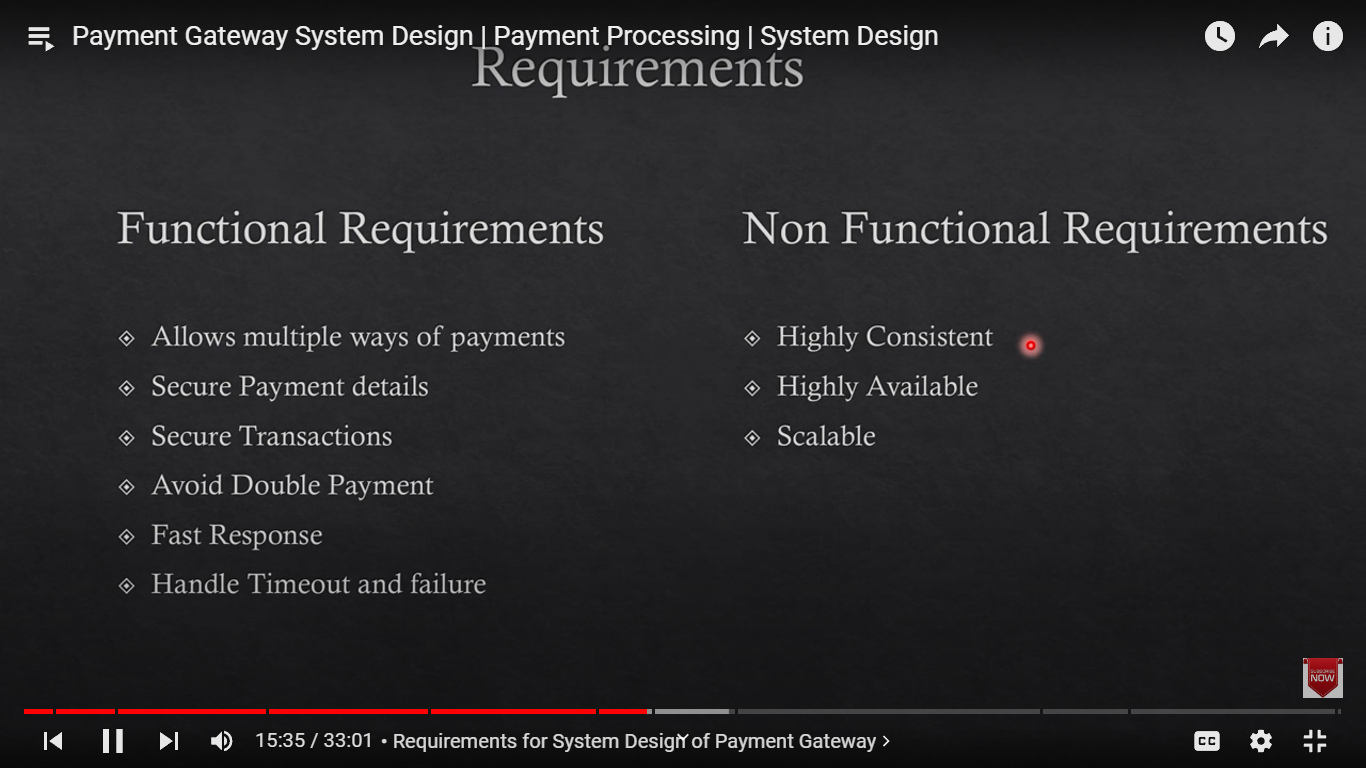 Payment Gateway System Design | Payment Processing | System Design
Requirements
Functional Requirements
Allows multiple ways of payments
Secure Payment details
Secure Transactions
Avoid Double Payment
Fast Response
Handle Timeout and failure
Non Functional Requirements
Highly Consistent
Highly Available
Scalable
SUBSCRIBE
NOW
15:35 / 33:01 • Requirements for System Design of Payment Gateway
CC